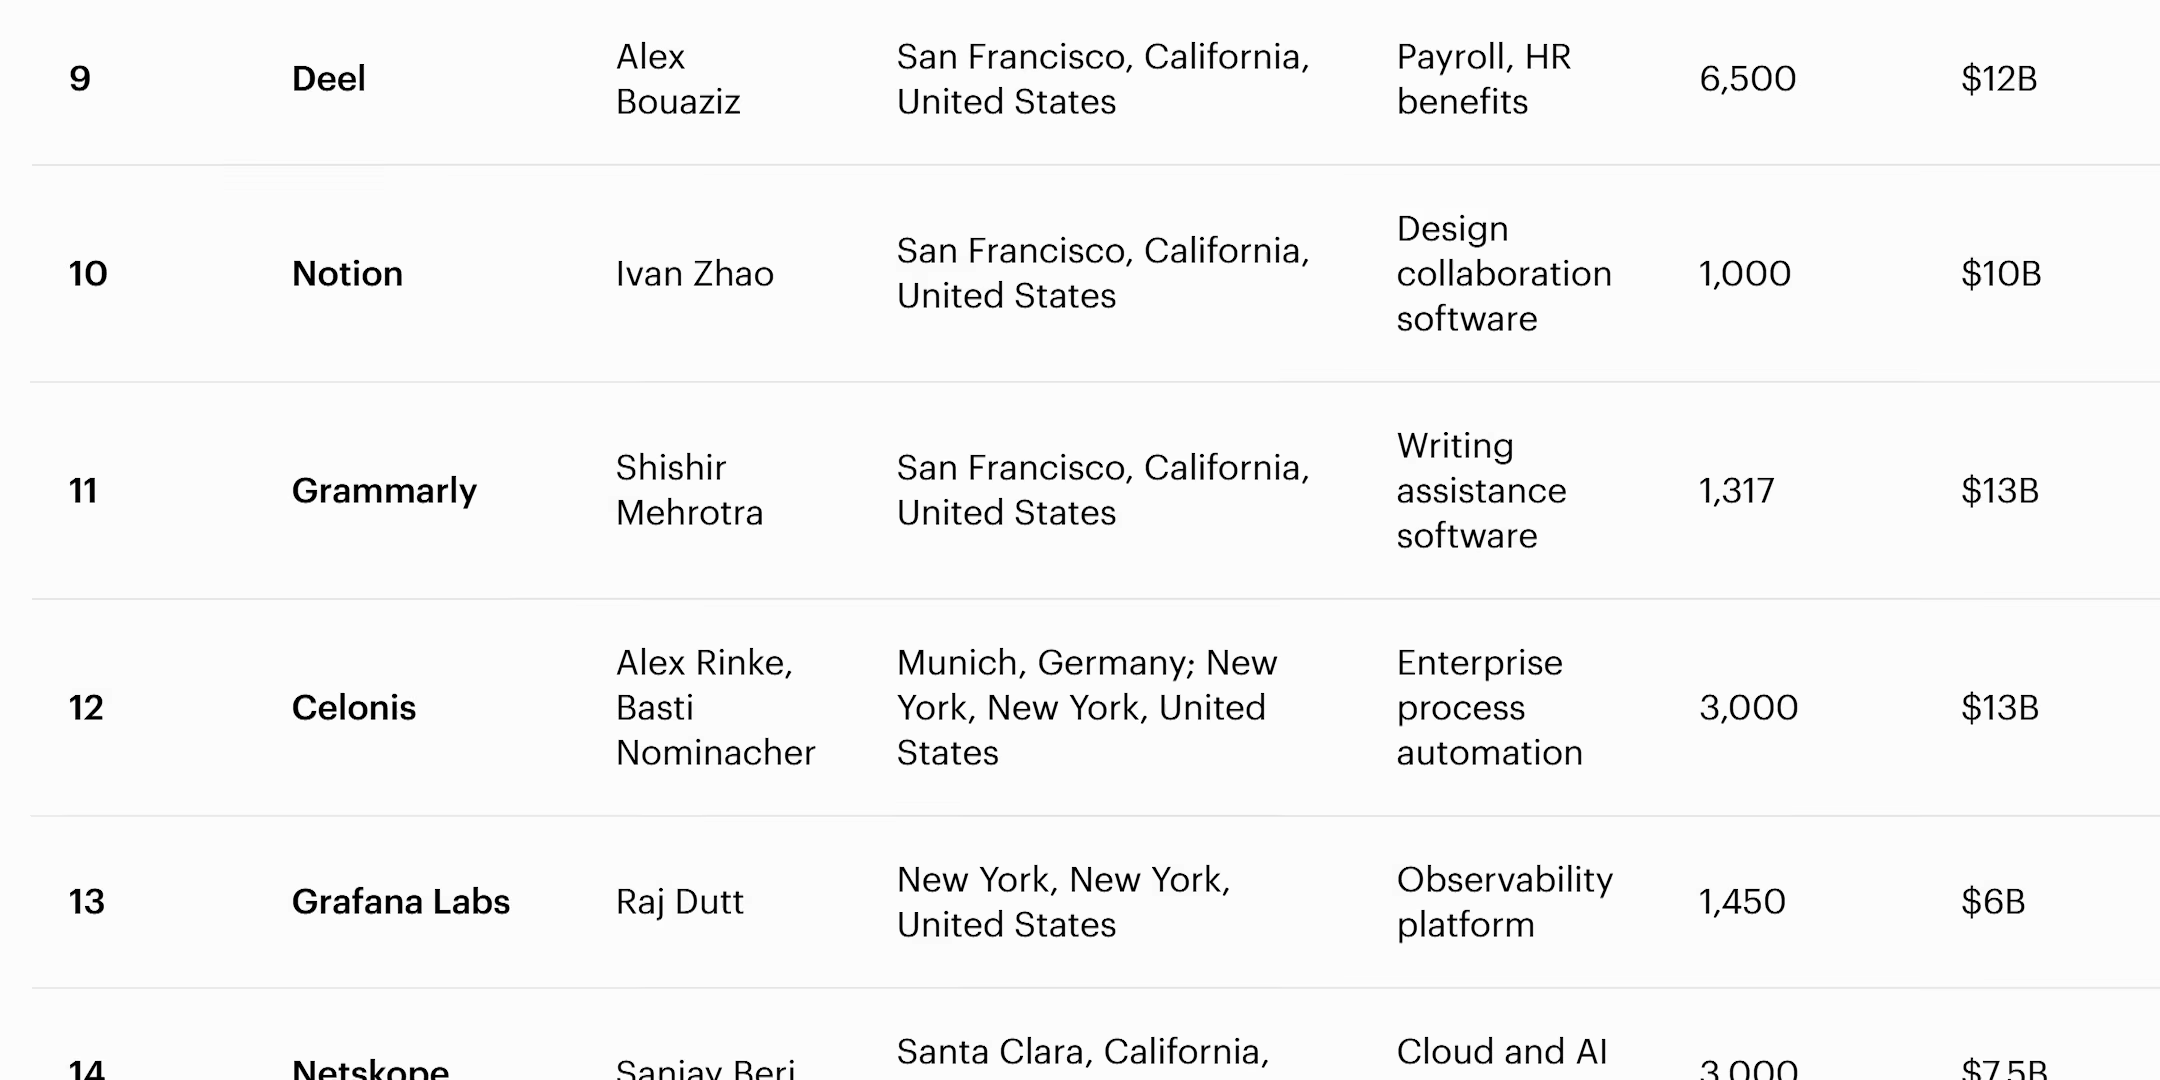 9 Deel Alex Bouaziz San Francisco, California, United States Payroll, HR benefits 6,500 $12B
10 Notion Ivan Zhao San Francisco, California, United States Design collaboration software 1,000 $10B
11 Grammarly Shishir Mehrotra San Francisco, California, United States Writing assistance software 1,317 $13B
12 Celonis Alex Rinke, Basti Nominacher Munich, Germany; New York, New York, United States Enterprise process automation 3,000 $13B
13 Grafana Labs Raj Dutt New York, New York, United States Observability platform 1,450 $6B
14 Netskope Sanjay Beri Santa Clara, California, Cloud and AI 3,000 $7.5B